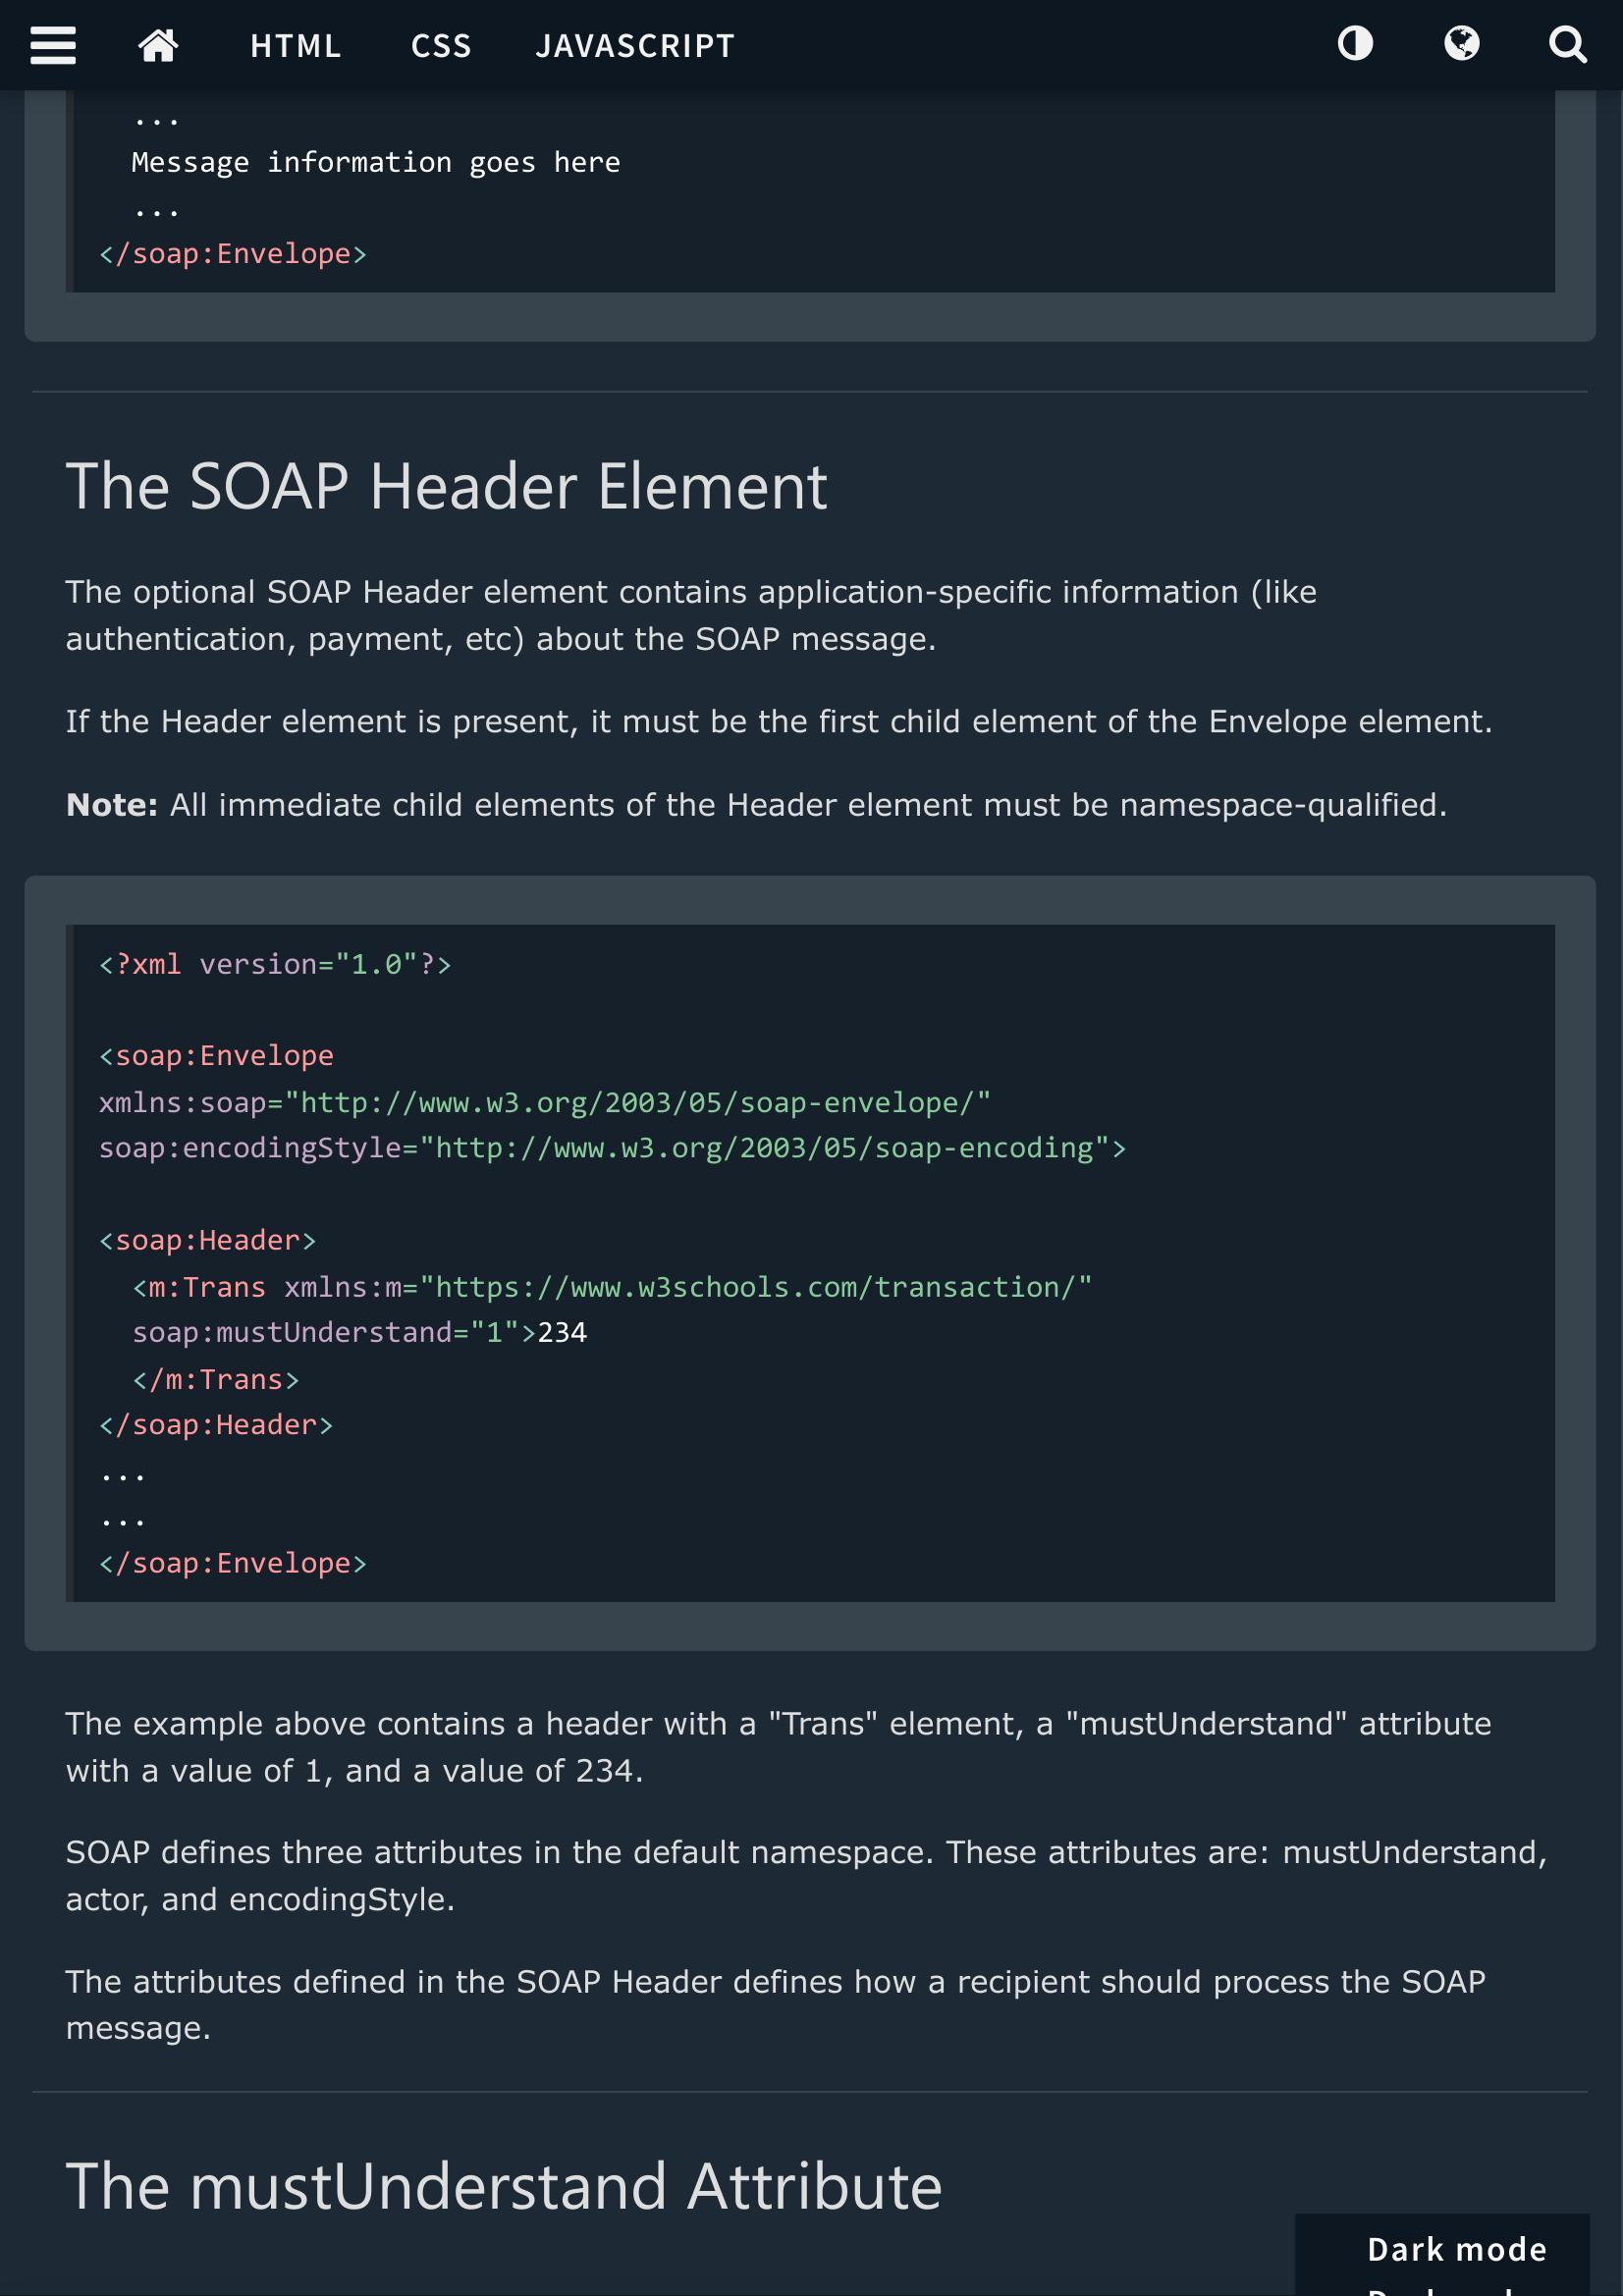 HTML CSS JAVASCRIPT
...
Message information goes here
...
</soap:Envelope>
The SOAP Header Element
The optional SOAP Header element contains application-specific information (like
authentication, payment, etc) about the SOAP message.
If the Header element is present, it must be the first child element of the Envelope element.
Note: All immediate child elements of the Header element must be namespace-qualified.
<?xml version="1.0"?>
<soap:Envelope
xmlns:soap="http://www.w3.org/2003/05/soap-envelope/"
soap:encodingStyle="http://www.w3.org/2003/05/soap-encoding">
<soap:Header>
<m:Trans xmlns:m="https://www.w3schools.com/transaction/"
soap:mustUnderstand="1">234
</m:Trans>
</soap:Header>
...
...
</soap:Envelope>
The example above contains a header with a "Trans" element, a "mustUnderstand" attribute
with a value of 1, and a value of 234.
SOAP defines three attributes in the default namespace. These attributes are: mustUnderstand,
actor, and encodingStyle.
The attributes defined in the SOAP Header defines how a recipient should process the SOAP
message.
The mustUnderstand Attribute
Dark mode